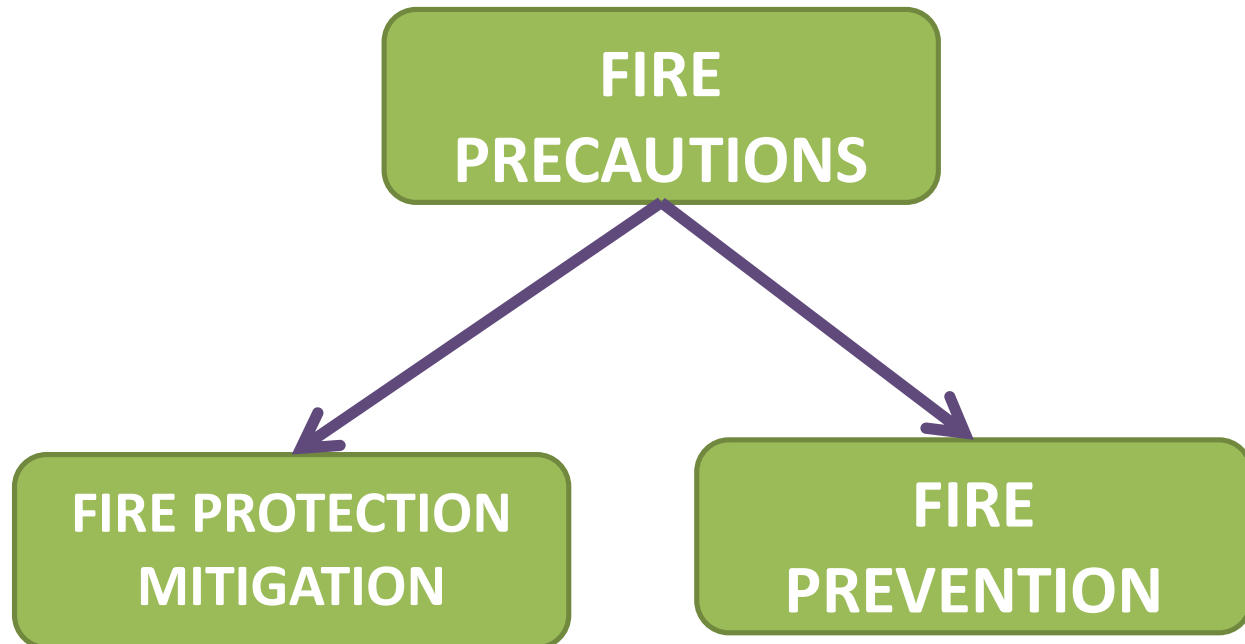 FIRE
PRECAUTIONS
FIRE PROTECTION
MITIGATION
FIRE
PREVENTION